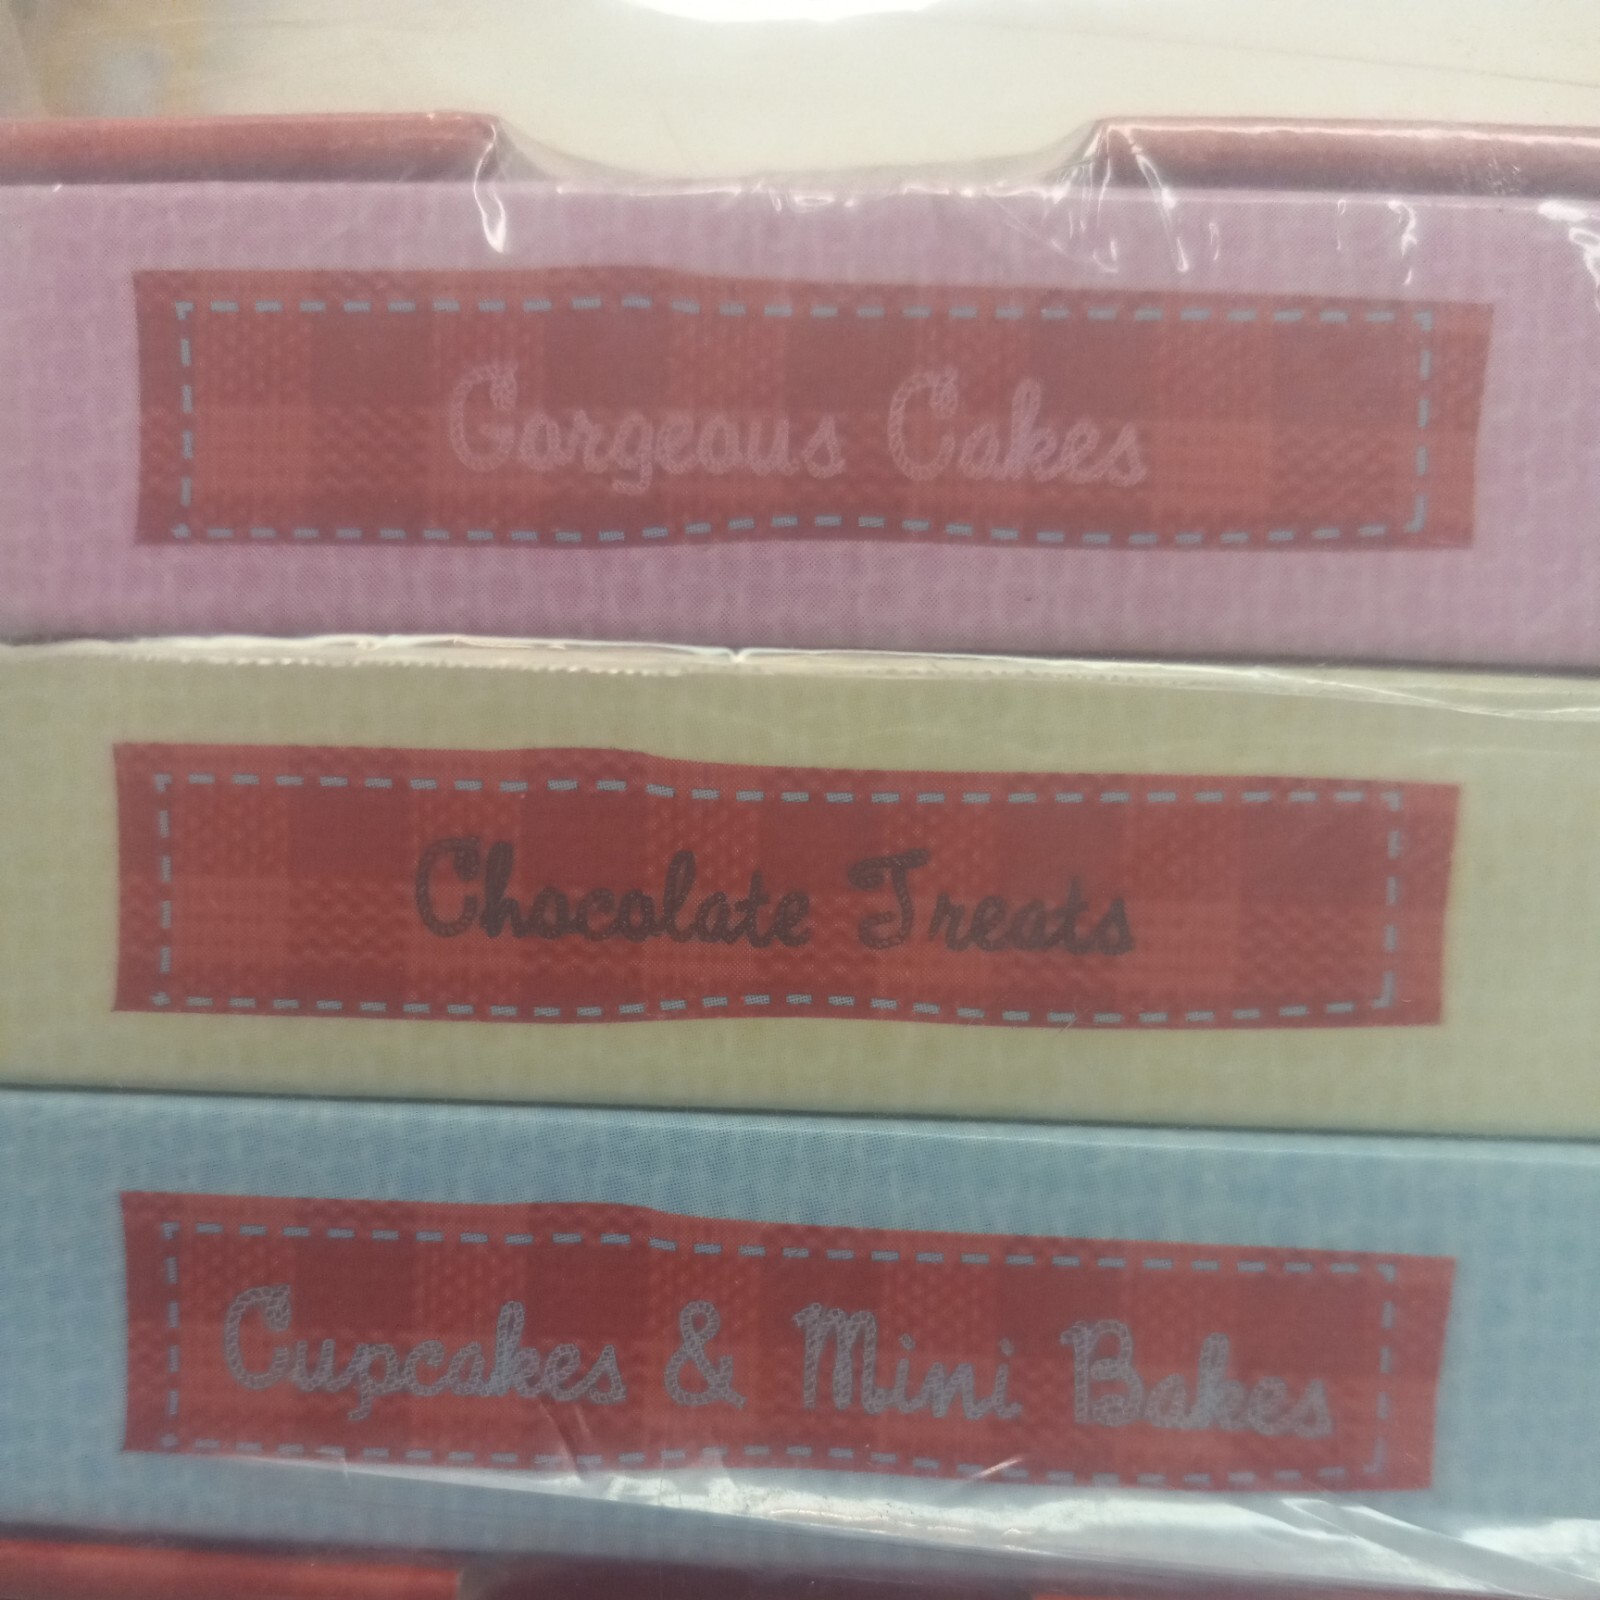 Gorgeous Cakes
Chocolate Treats
Cupcakes & Mini Bakes